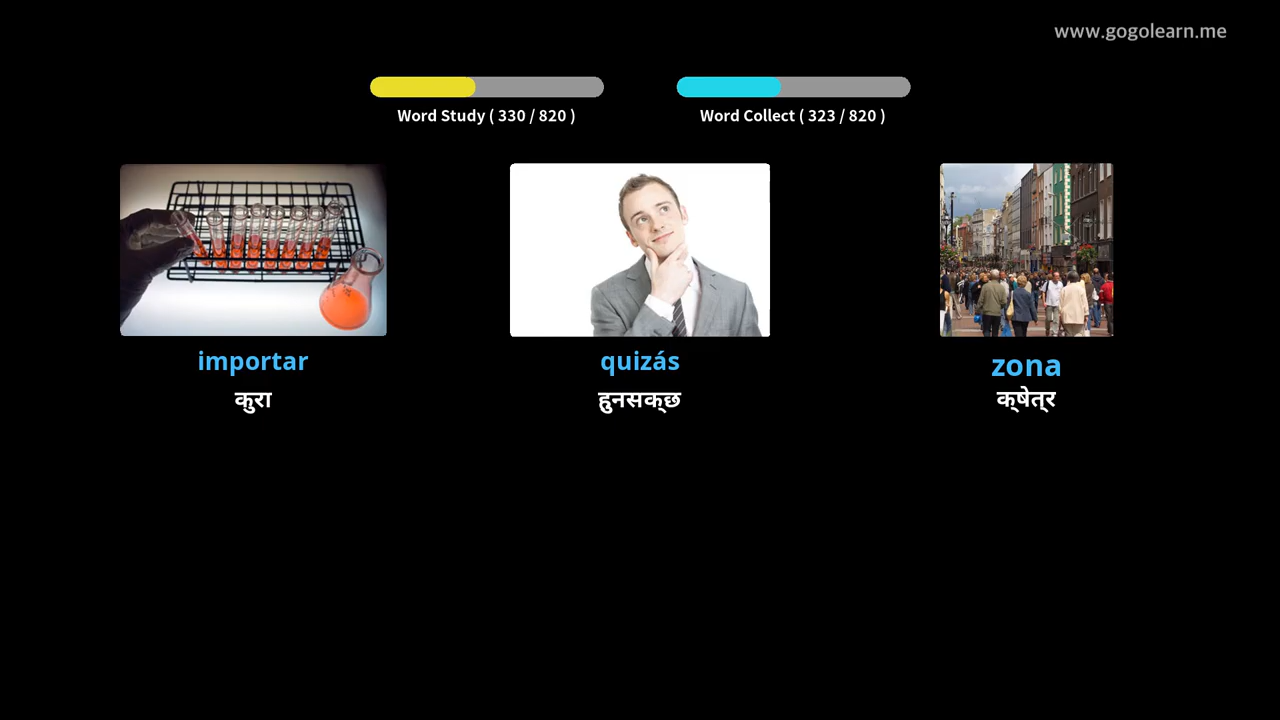 www.gogolearn.me
Word Study ( 330 / 820 )
Word Collect ( 323 / 820 )
importar
quizás
zona
कुरा
हुनसक्छ
क्षेत्र